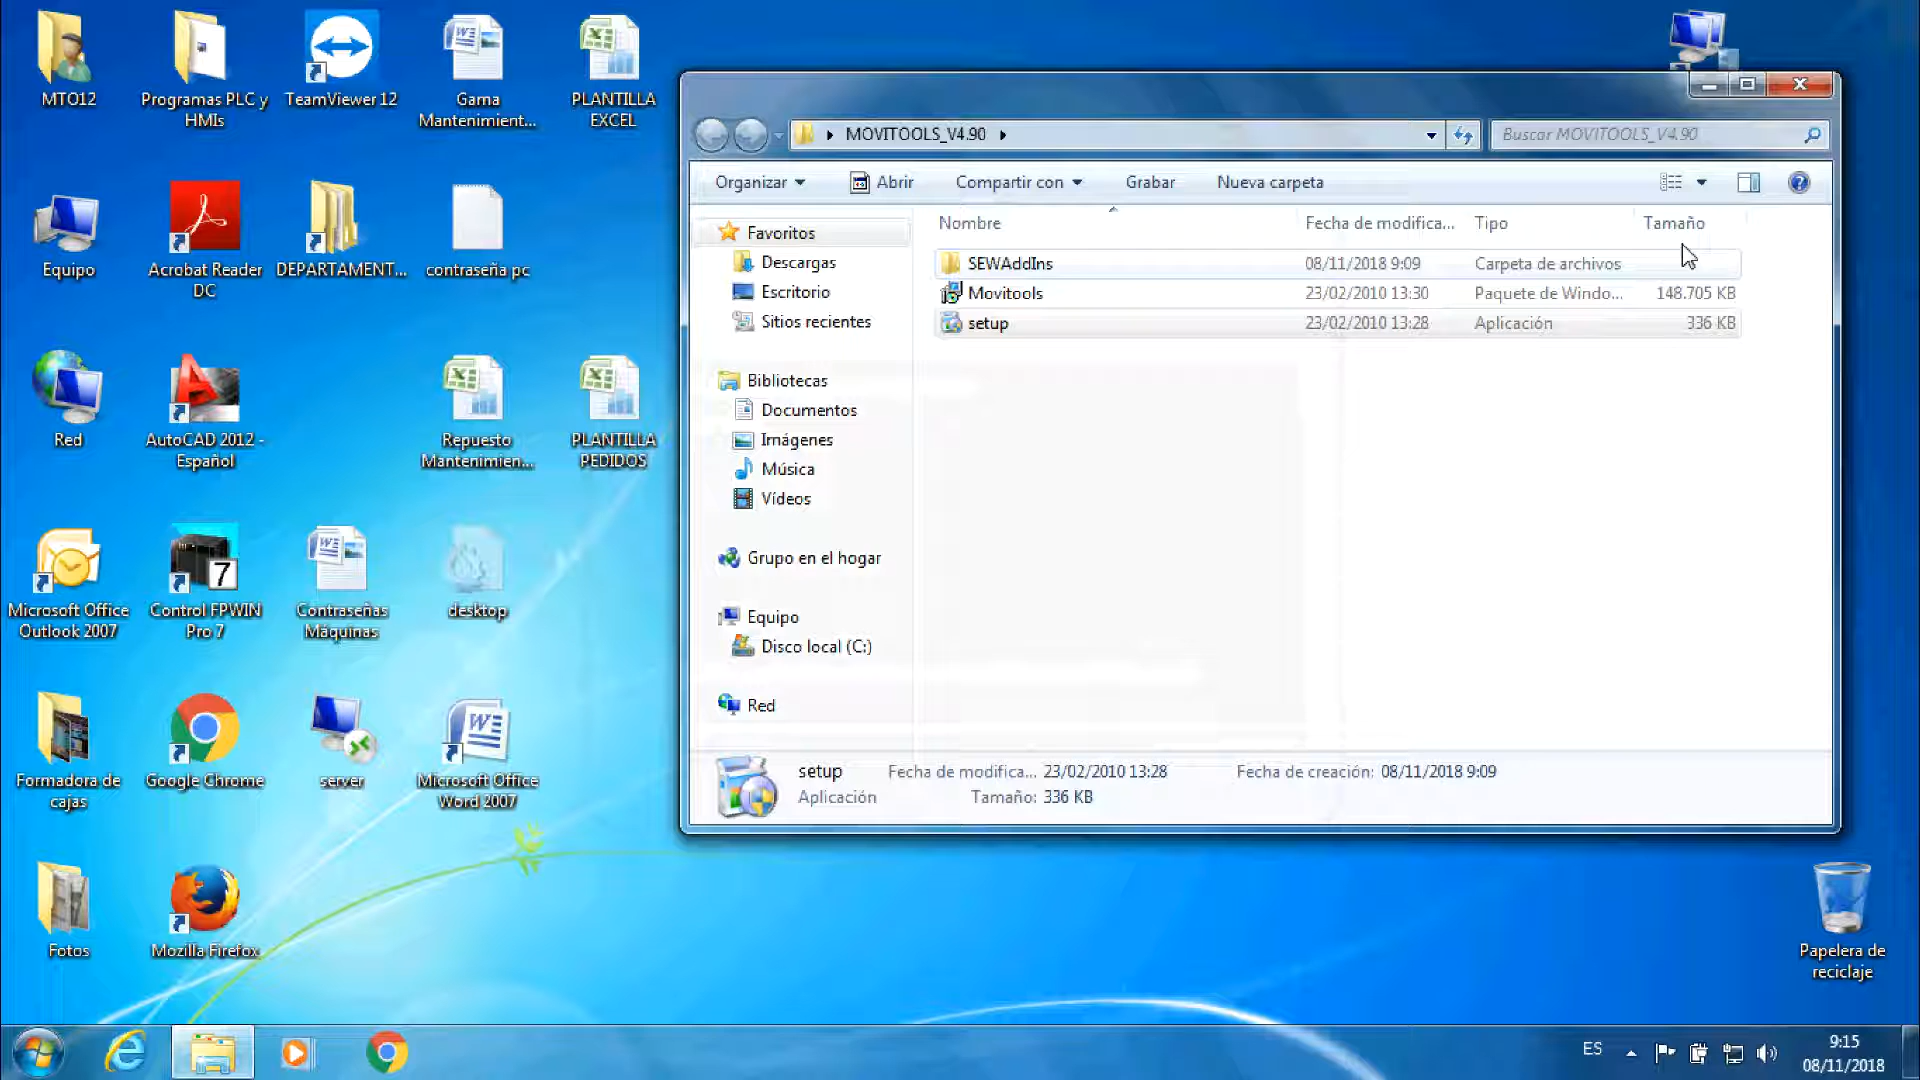 MTO12
Programas PLC y
HMIs
TeamViewer 12
Gama
Mantenimient...
PLANTILLA
EXCEL
Equipo
Acrobat Reader
DC
DEPARTAMENT...
contraseña pc
Red
AutoCAD 2012 -
Español
Repuesto
Mantenimien...
PLANTILLA
PEDIDOS
Microsoft Office
Outlook 2007
7
Control FPWIN
Pro 7
Contraseñas
Máquinas
desktop
Formadora de
cajas
Google Chrome
server
Microsoft Office
Word 2007
Fotos
Mozilla Firefox
MOVITOOLS_V4.90
Buscar MOVITOOLS_V4.90
Organizar
Abrir
Compartir con
Grabar
Nueva carpeta
Nombre
Fecha de modifica...
Tipo
Tamaño
SEWAddIns 08/11/2018 9:09 Carpeta de archivos
Movitools 23/02/2010 13:30 Paquete de Windo... 148.705 KB
setup 23/02/2010 13:28 Aplicación 336 KB
Favoritos
Descargas
Escritorio
Sitios recientes
Bibliotecas
Documentos
Imágenes
Música
Vídeos
Grupo en el hogar
Equipo
Disco local (C:)
Red
setup Fecha de modifica... 23/02/2010 13:28 Fecha de creación: 08/11/2018 9:09
Aplicación Tamaño: 336 KB
Papelera de
reciclaje
ES
9:15
08/11/2018